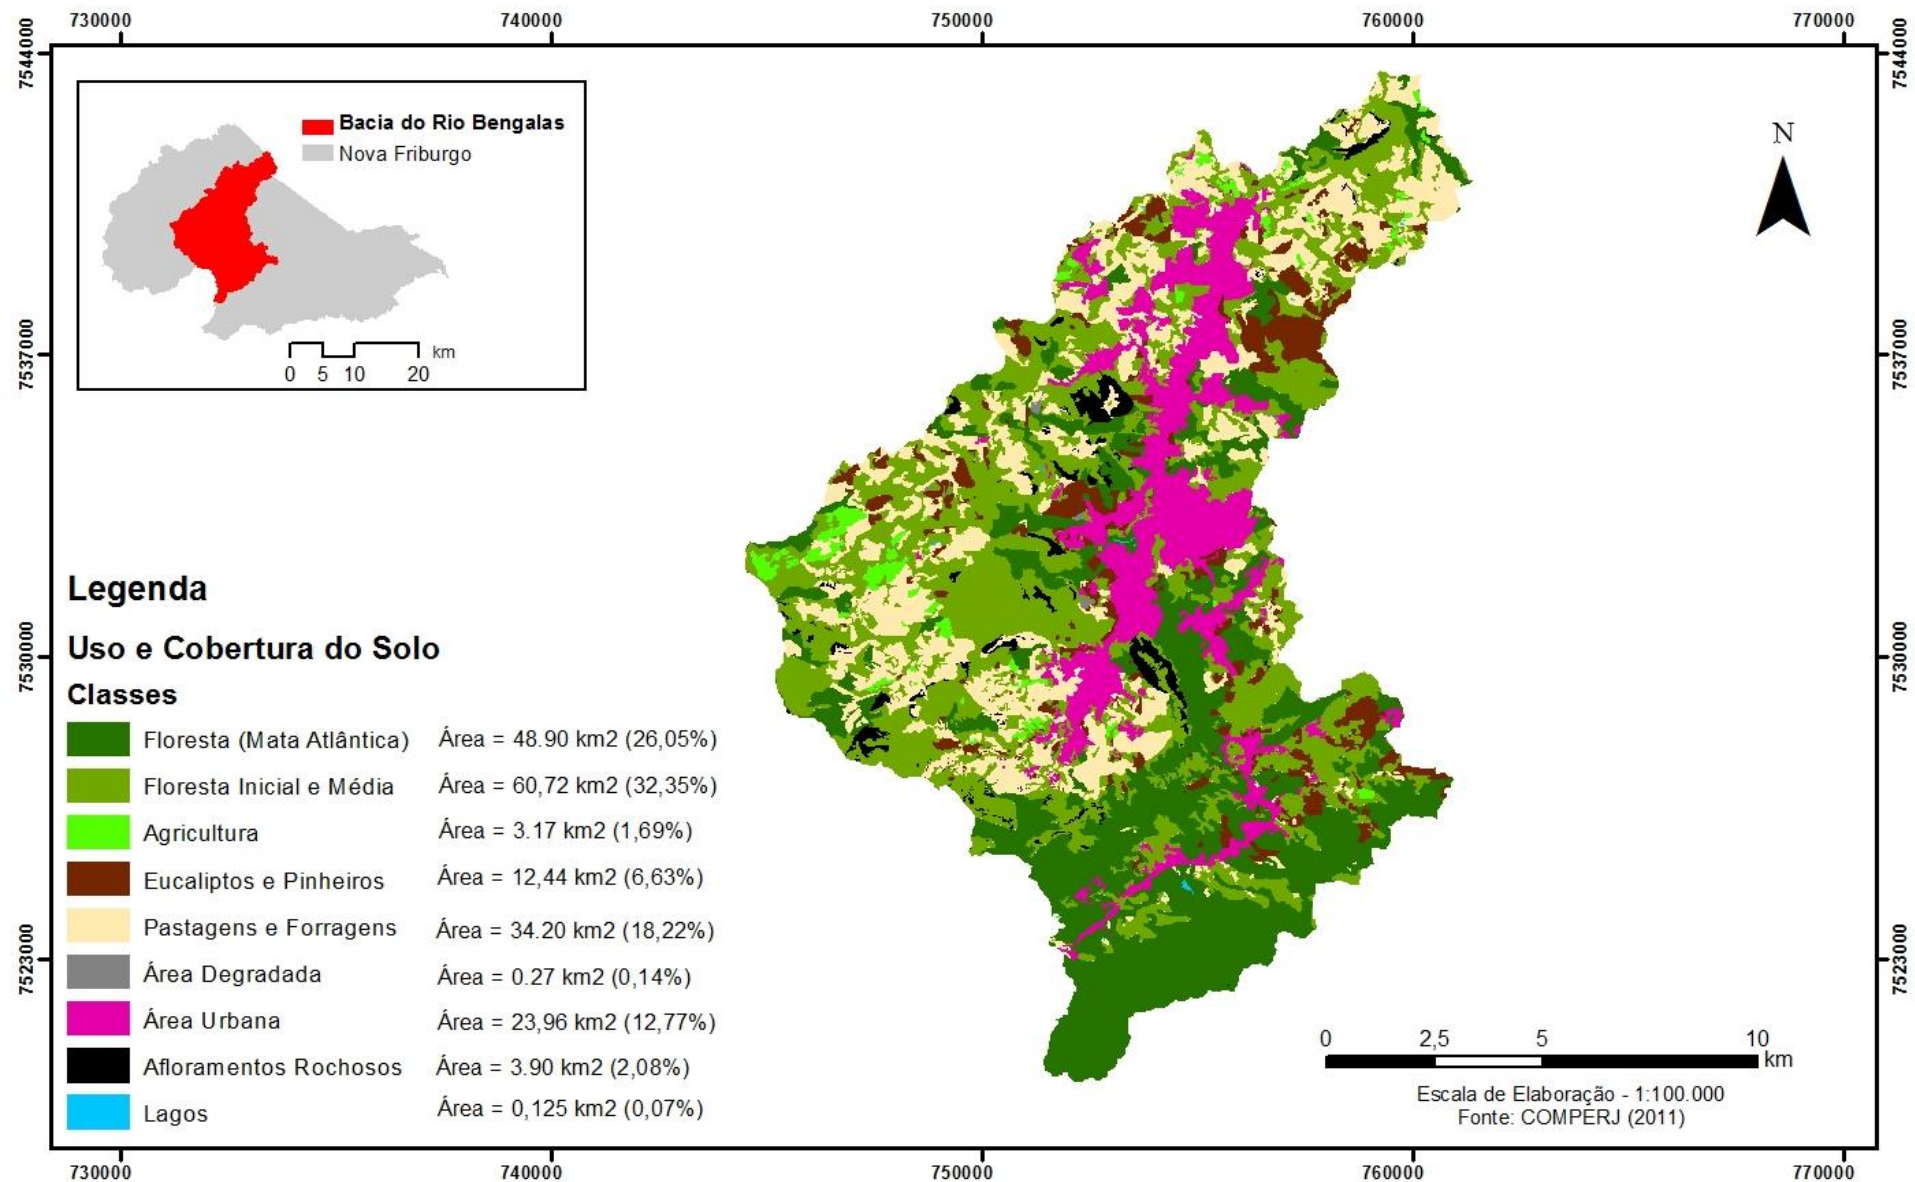 730000 740000 750000 760000 770000
7544000 7544000
Bacia do Rio Bengalas
Nova Friburgo
km
0 5 10 20
N
7537000 7537000
7530000 7530000
7523000 7523000
Legenda
Uso e Cobertura do Solo
Classes
Floresta (Mata Atlântica) Área = 48.90 km2 (26,05%)
Floresta Inicial e Média Área = 60,72 km2 (32,35%)
Agricultura Área = 3.17 km2 (1,69%)
Eucaliptos e Pinheiros Área = 12,44 km2 (6,63%)
Pastagens e Forragens Área = 34.20 km2 (18,22%)
Área Degradada Área = 0.27 km2 (0,14%)
Área Urbana Área = 23,96 km2 (12,77%)
Afloramentos Rochosos Área = 3.90 km2 (2,08%)
Lagos Área = 0,125 km2 (0,07%)
0 2,5 5 10
km
Escala de Elaboração - 1:100.000
Fonte: COMPERJ (2011)
730000 740000 750000 760000 770000